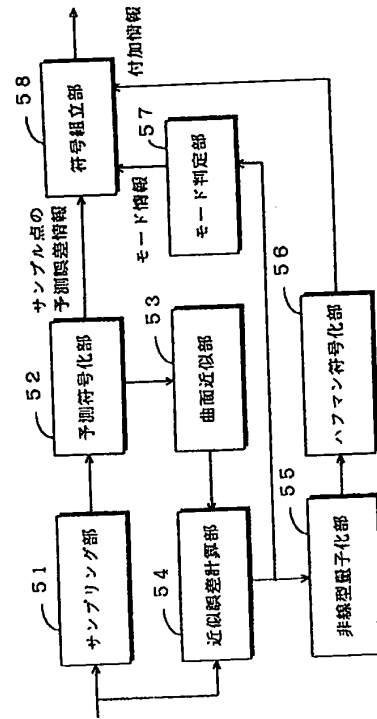 51
サンプリング部
52
予測符号化部
サンプル点の
予測誤差情報
58
符号組立部
付加情報
53
曲面近似部
モード情報
57
モード判定部
54
近似誤差計算部
55
非線型量子化部
56
ハフマン符号化部